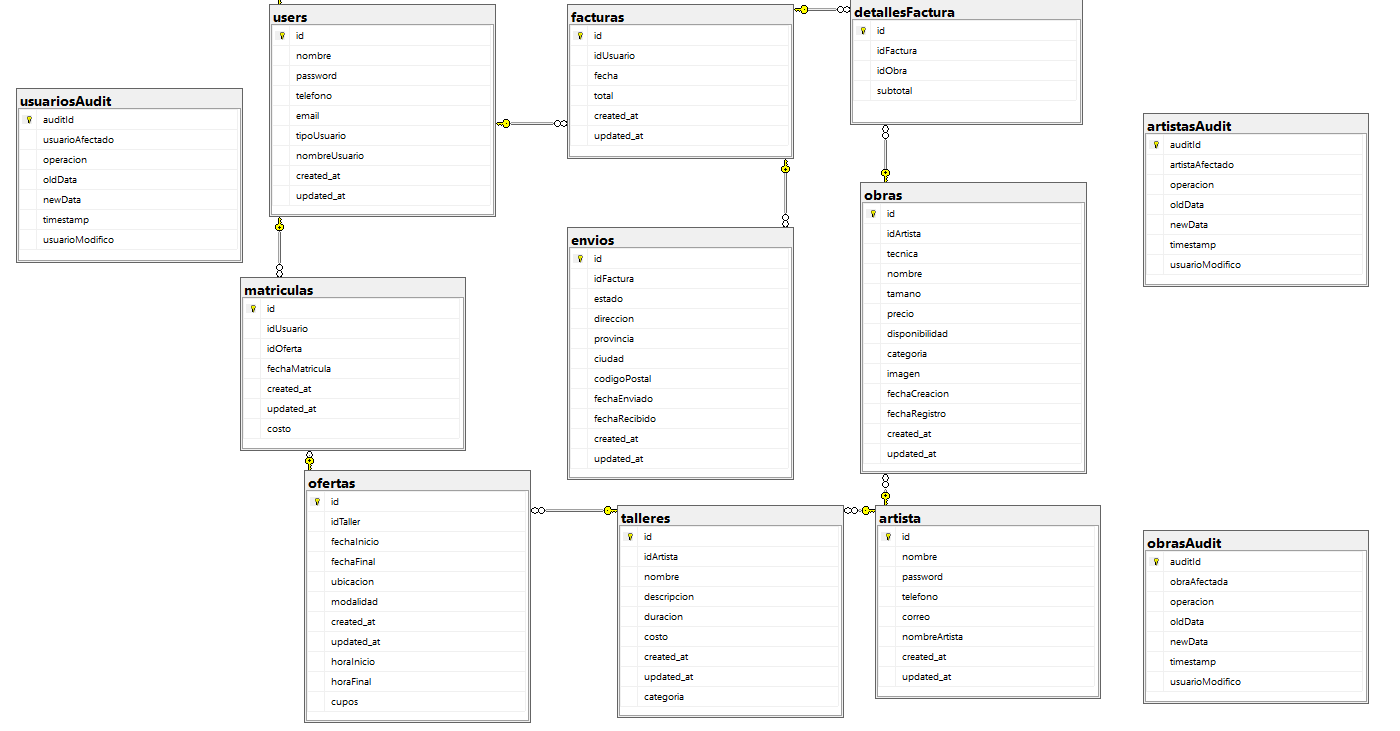 users
id
nombre
password
telefono
email
tipoUsuario
nombreUsuario
created_at
updated_at
facturas
id
idUsuario
fecha
total
created_at
updated_at
detallesFactura
id
idFactura
idObra
subtotal
usuariosAudit
auditId
usuarioAfectado
operacion
oldData
newData
timestamp
usuarioModifico
artistasAudit
auditId
artistaAfectado
operacion
oldData
newData
timestamp
usuarioModifico
obras
id
idArtista
tecnica
nombre
tamano
precio
disponibilidad
categoria
imagen
fechaCreacion
fechaRegistro
created_at
updated_at
envios
id
idFactura
estado
direccion
provincia
ciudad
codigoPostal
fechaEnviado
fechaRecibido
created_at
updated_at
matriculas
id
idUsuario
idOferta
fechaMatricula
created_at
updated_at
costo
ofertas
id
idTaller
fechaInicio
fechaFinal
ubicacion
modalidad
created_at
updated_at
horaInicio
horaFinal
cupos
talleres
id
idArtista
nombre
descripcion
duracion
costo
created_at
updated_at
categoria
artista
id
nombre
password
telefono
correo
nombreArtista
created_at
updated_at
obrasAudit
auditId
obraAfectada
operacion
oldData
newData
timestamp
usuarioModifico